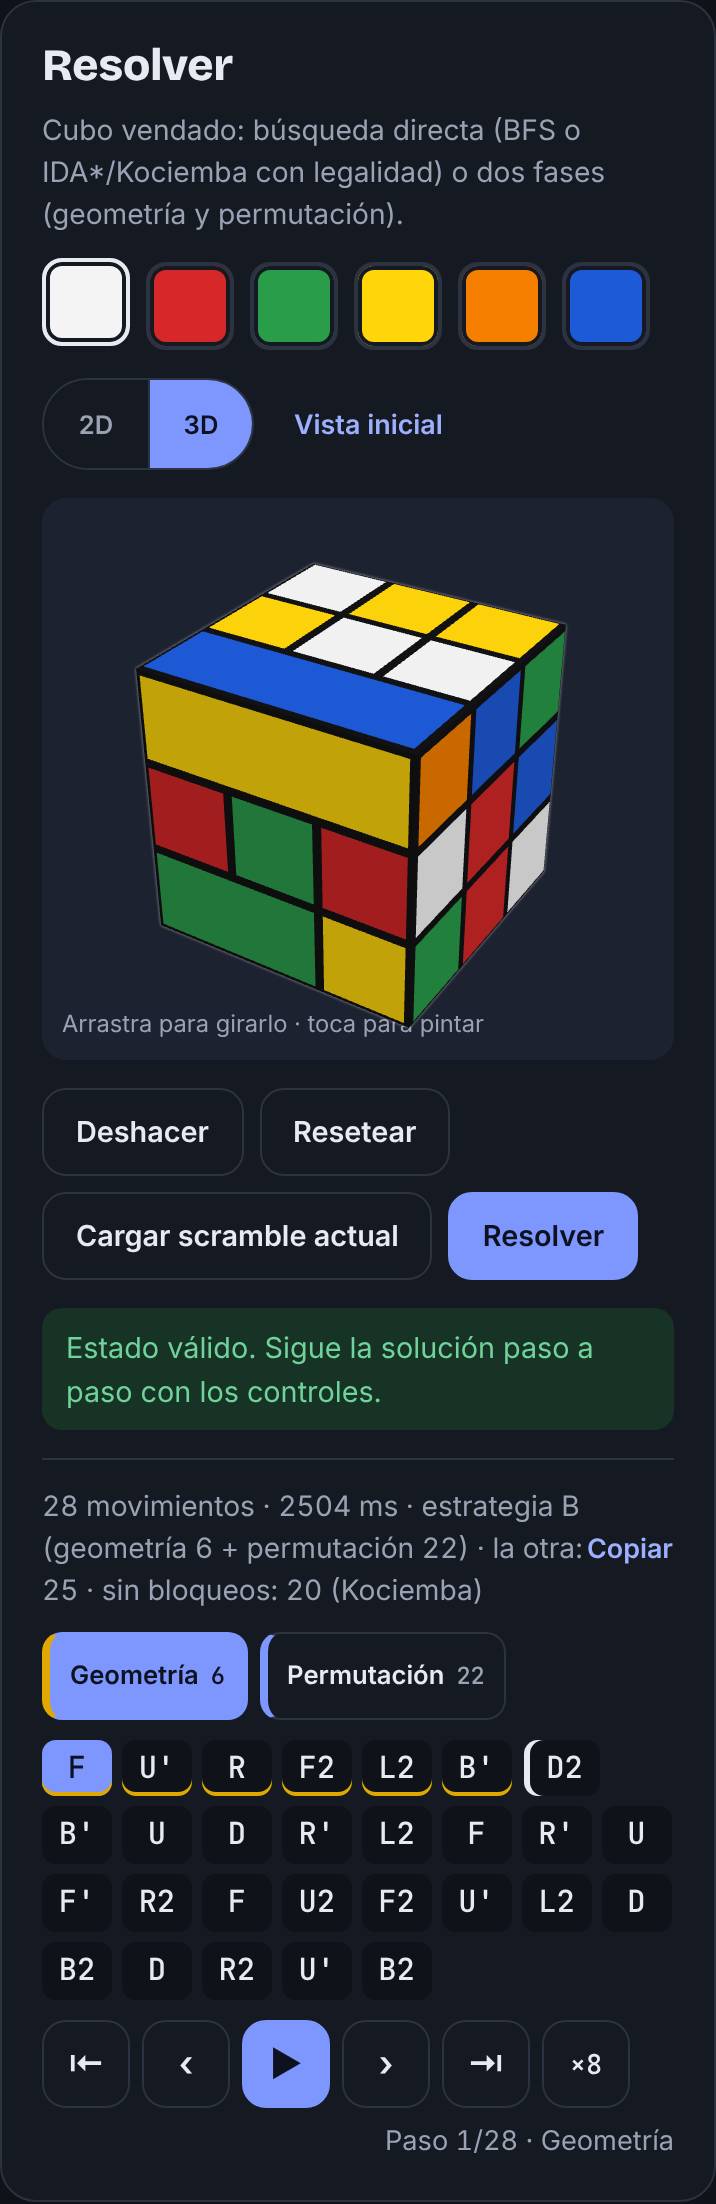 Resolver
Cubo vendado: búsqueda directa (BFS o
IDA*/Kociemba con legalidad) o dos fases
(geometría y permutación).
2D 3D Vista inicial
Arrastra para girarlo · toca para pintar
Deshacer Resetear
Cargar scramble actual Resolver
Estado válido. Sigue la solución paso a
paso con los controles.
28 movimientos · 2504 ms · estrategia B
(geometría 6 + permutación 22) · la otra: Copiar
25 · sin bloqueos: 20 (Kociemba)
Geometría 6 Permutación 22
F U' R F2 L2 B' D2
B' U D R' L2 F R' U
F' R2 F U2 F2 U' L2 D
B2 D R2 U' B2
×8
Paso 1/28 · Geometría